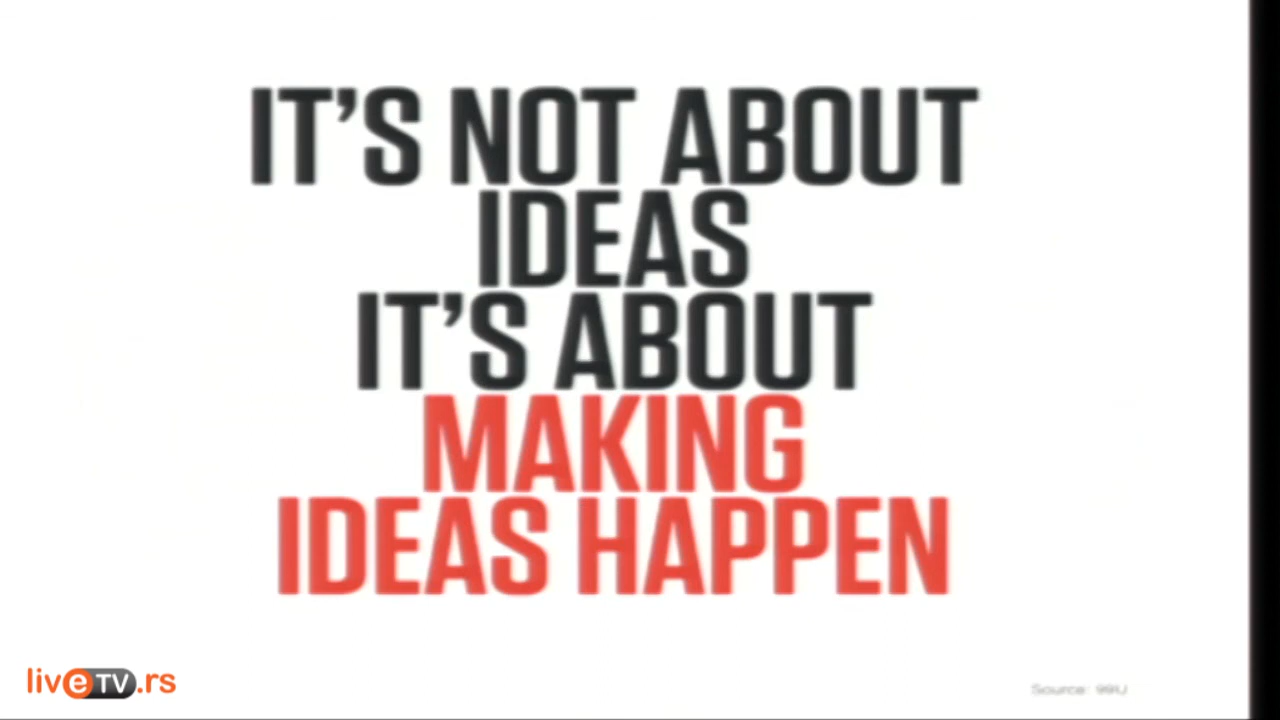 IT'S NOT ABOUT
IDEAS
IT'S ABOUT
MAKING
IDEAS HAPPEN
livetv.rs
Source: 99U